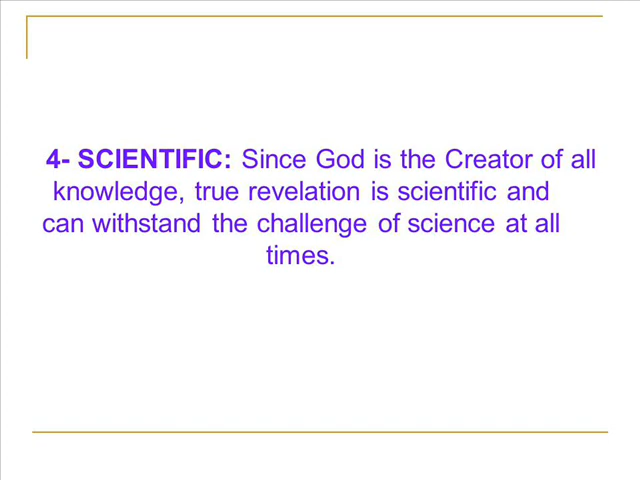 4- SCIENTIFIC: Since God is the Creator of all
knowledge, true revelation is scientific and
can withstand the challenge of science at all
times.